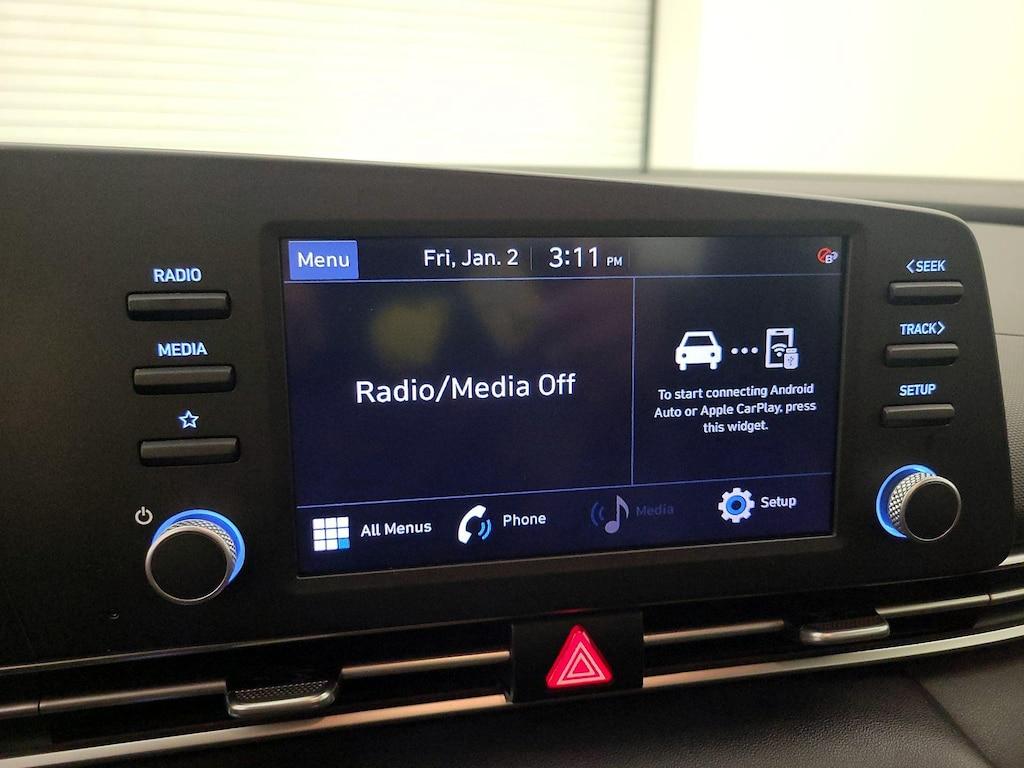 RADIO
MEDIA
Menu
Fri, Jan. 2
3:11 PM
Radio/Media Off
To start connecting Android
Auto or Apple CarPlay, press
this widget.
All Menus
Phone
Media
Setup
<SEEK
TRACK>
SETUP